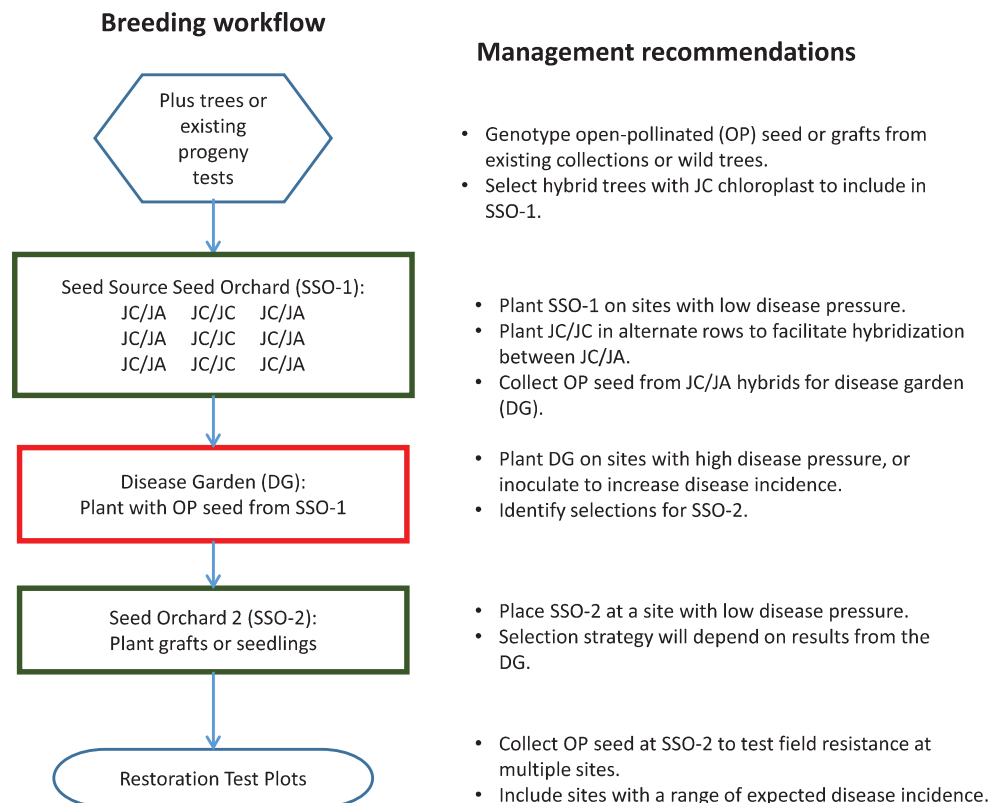 Breeding workflow
Management recommendations
Plus trees or
existing
progeny
tests
• Genotype open-pollinated (OP) seed or grafts from
existing collections or wild trees.
• Select hybrid trees with JC chloroplast to include in
SSO-1.
Seed Source Seed Orchard (SSO-1):
JC/JA JC/JC JC/JA
JC/JA JC/JC JC/JA
JC/JA JC/JC JC/JA
• Plant SSO-1 on sites with low disease pressure.
• Plant JC/JC in alternate rows to facilitate hybridization
between JC/JA.
• Collect OP seed from JC/JA hybrids for disease garden
(DG).
Disease Garden (DG):
Plant with OP seed from SSO-1
• Plant DG on sites with high disease pressure, or
inoculate to increase disease incidence.
• Identify selections for SSO-2.
Seed Orchard 2 (SSO-2):
Plant grafts or seedlings
• Place SSO-2 at a site with low disease pressure.
• Selection strategy will depend on results from the
DG.
Restoration Test Plots
• Collect OP seed at SSO-2 to test field resistance at
multiple sites.
• Include sites with a range of expected disease incidence.